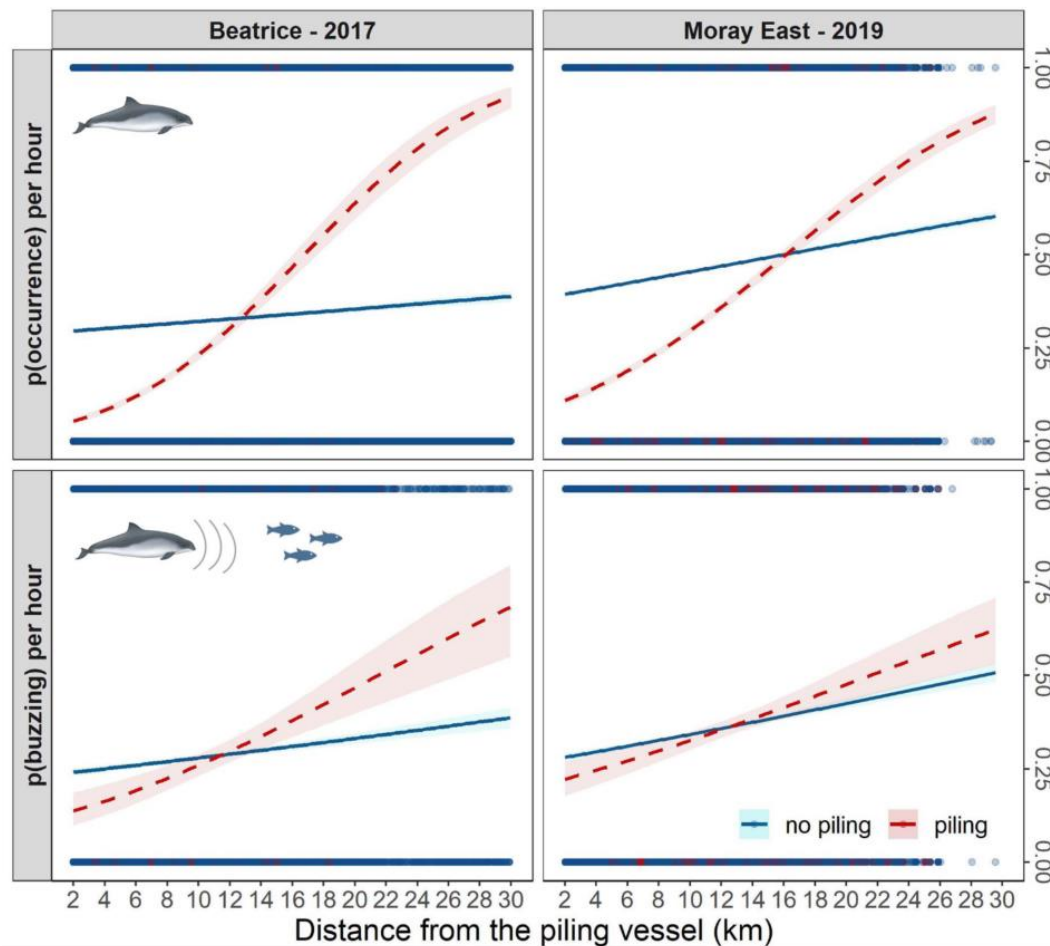 Beatrice - 2017
Moray East - 2019
p(occurrence) per hour
1.00
0.75
0.50
0.25
0.00
p(buzzing) per hour
1.00
0.75
0.50
0.25
0.00
no piling
piling
2 4 6 8 10 12 14 16 18 20 22 24 26 28 30
2 4 6 8 10 12 14 16 18 20 22 24 26 28 30
Distance from the piling vessel (km)